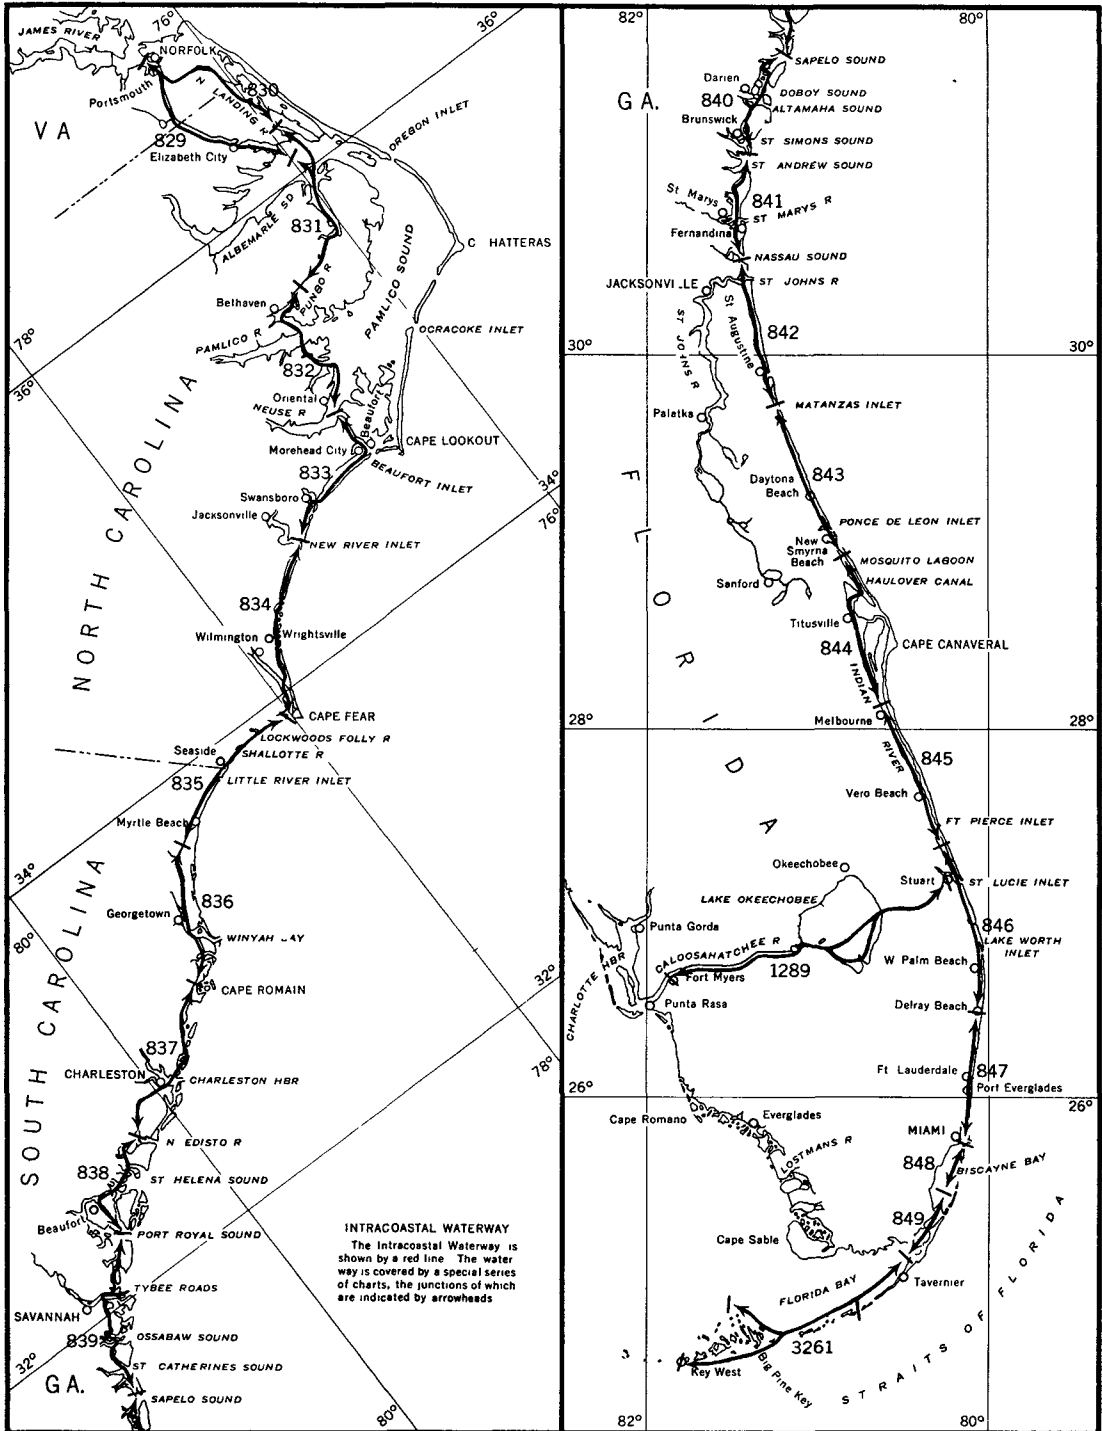 76°
36°
JAMES RIVER
NORFOLK
Portsmouth
N LANDING R
830
VA
829
Elizabeth City
OREGON INLET
ALBEMARLE SD
831
C HATTERAS
PAMLICO SOUND
PUNGO R
Belhaven
78°
36°
PAMLICO R
OCRACOKE INLET
832
Oriental
NEUSE R
Beaufort
CAPE LOOKOUT
Morehead City
BEAUFORT INLET
833
34°
76°
Swansboro
Jacksonville
NEW RIVER INLET
NORTH CAROLINA
834
Wilmington
Wrightsville
CAPE FEAR
LOCKWOODS FOLLY R
Seaside
SHALLOTTE R
835
LITTLE RIVER INLET
Myrtle Beach
34°
80°
836
Georgetown
WINYAH BAY
32°
78°
CAPE ROMAIN
SOUTH CAROLINA
837
CHARLESTON
CHARLESTON HBR
N EDISTO R
838
ST HELENA SOUND
Beaufort
PORT ROYAL SOUND
TYBEE ROADS
SAVANNAH
839
OSSABAW SOUND
32°
ST CATHERINES SOUND
GA.
SAPELO SOUND
80°
INTRACOASTAL WATERWAY
The Intracoastal Waterway is
shown by a red line The water
way is covered by a special series
of charts, the junctions of which
are indicated by arrowheads
82°
80°
SAPELO SOUND
Darien
GA.
840
DOBOY SOUND
ALTAMAHA SOUND
Brunswick
ST SIMONS SOUND
ST ANDREW SOUND
St Marys
841
ST MARYS R
Fernandina
NASSAU SOUND
JACKSONVILLE
ST JOHNS R
St Augustine
ST JOHNS R
842
30°
30°
Palatka
MATANZAS INLET
FLORIDA
843
Daytona
Beach
PONCE DE LEON INLET
New
Smyrna
Beach
MOSQUITO LAGOON
HAULOVER CANAL
Sanford
Titusville
844
CAPE CANAVERAL
INDIAN RIVER
Melbourne
28°
28°
845
Vero Beach
FT PIERCE INLET
Okeechobee
Stuart
ST LUCIE INLET
LAKE OKEECHOBEE
846
Punta Gorda
LAKE WORTH
INLET
CALOOSAHATCHEE R
1289
W Palm Beach
CHARLOTTE HBR
Fort Myers
Punta Rasa
Delray Beach
Ft Lauderdale
847
Port Everglades
26°
26°
Cape Romano
Everglades
MIAMI
LOSTMANS R
848
BISCAYNE BAY
849
Cape Sable
Tavernier
FLORIDA BAY
STRAITS OF FLORIDA
3261
Key West
Big Pine Key
82°
80°